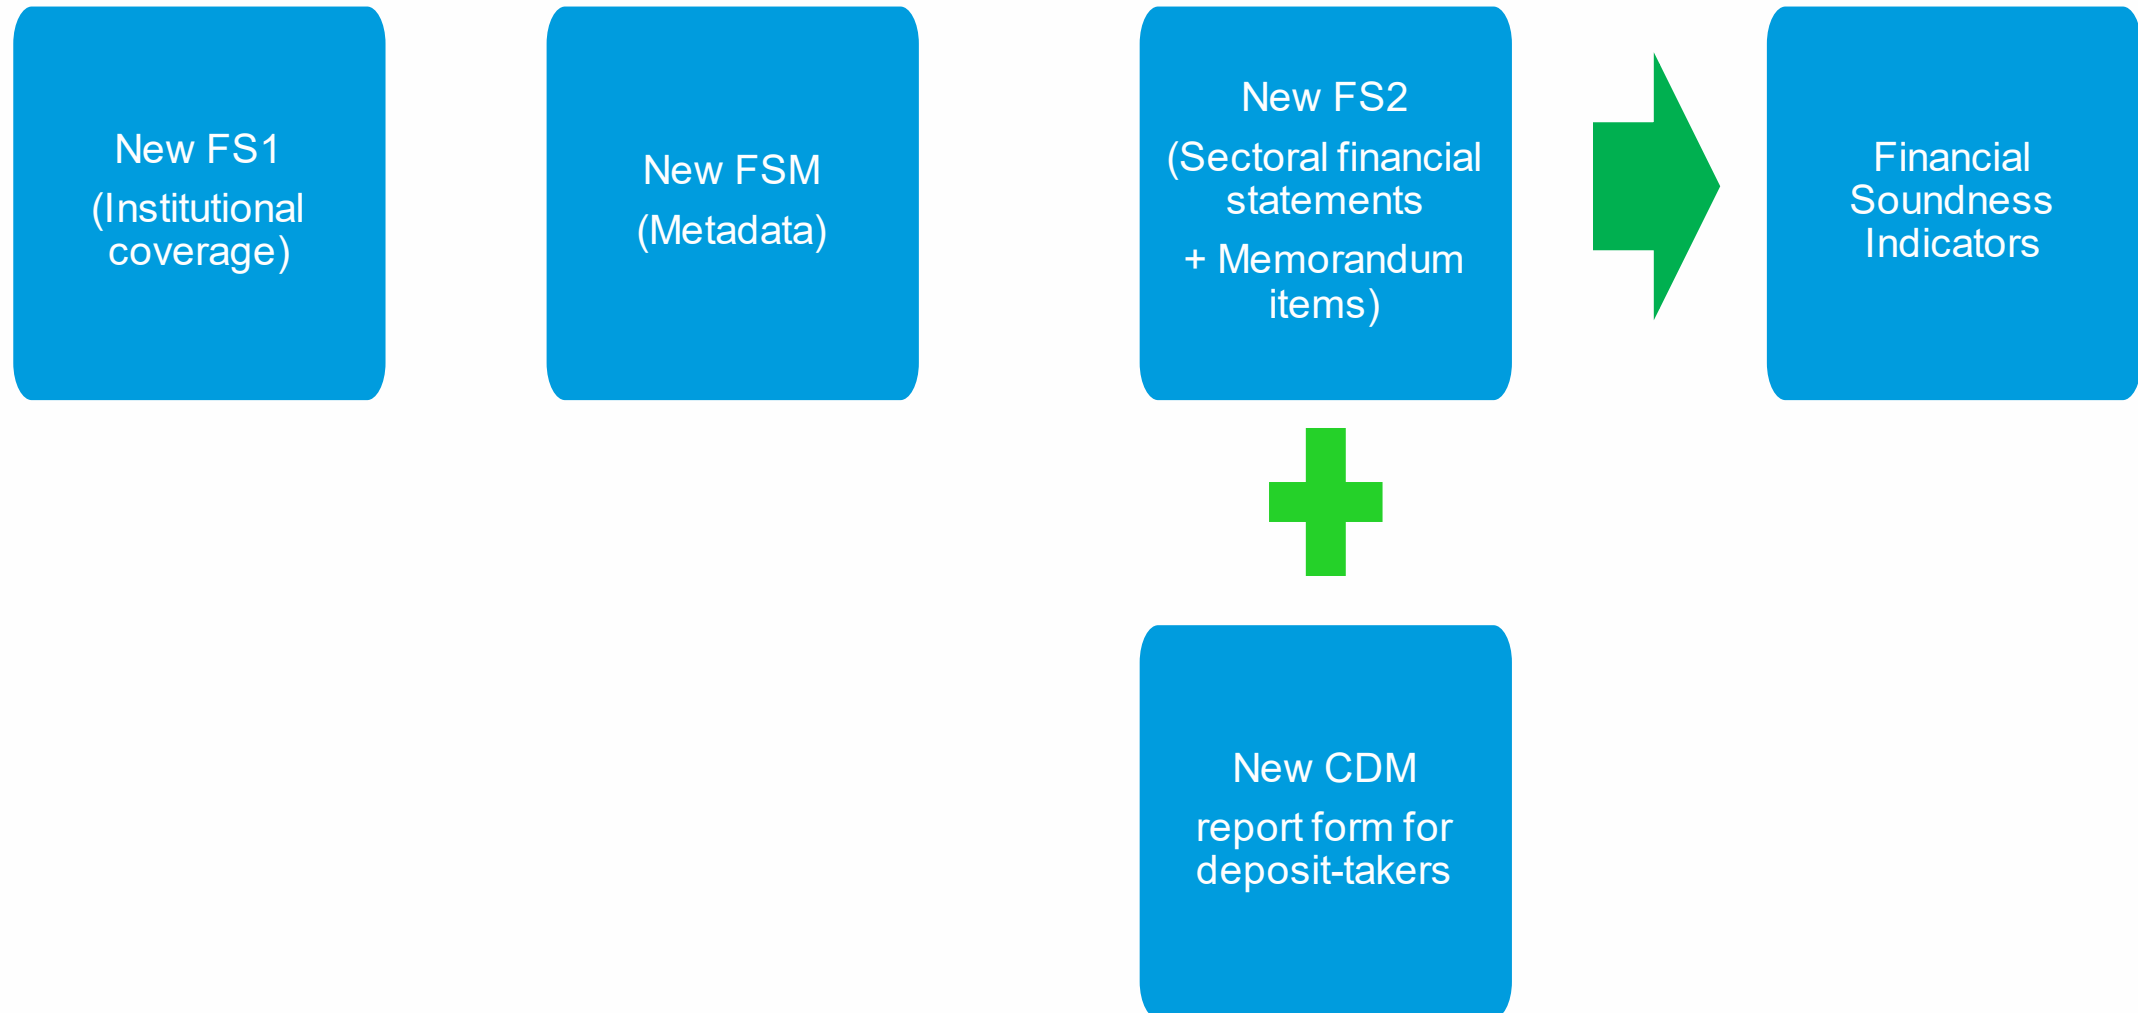 New FS1
(Institutional
coverage)
New FSM
(Metadata)
New FS2
(Sectoral financial
statements
+ Memorandum
items)
Financial
Soundness
Indicators
New CDM
report form for
deposit-takers